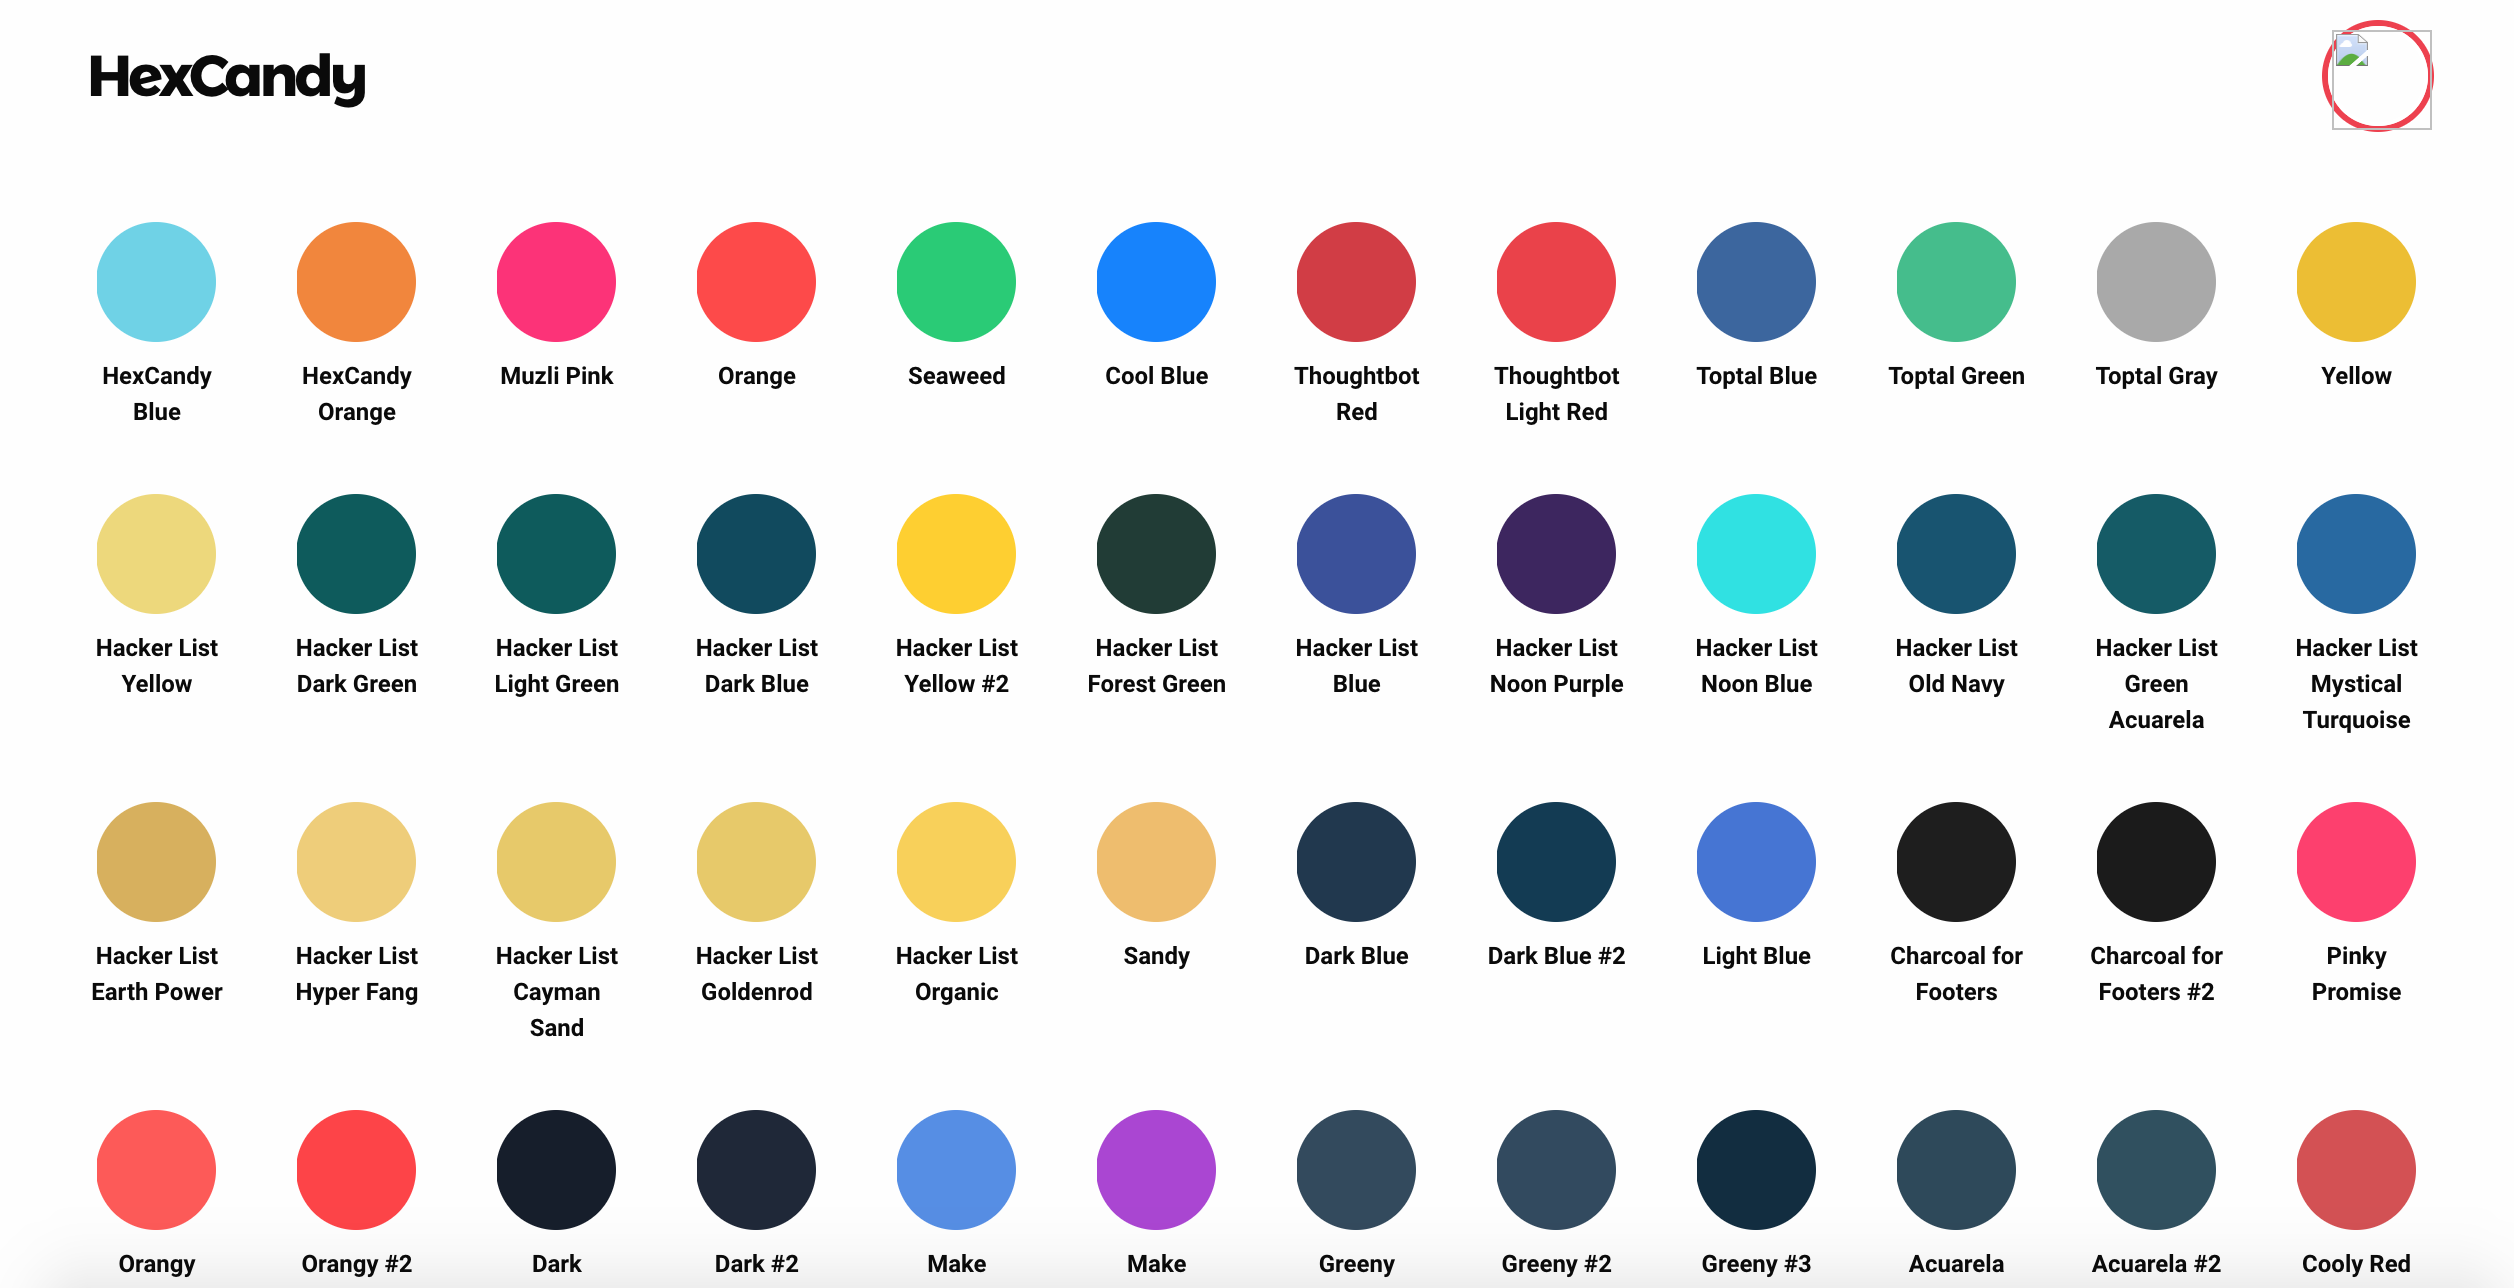 HexCandy
HexCandy
Blue
HexCandy
Orange
Muzli Pink
Orange
Seaweed
Cool Blue
Thoughtbot
Red
Thoughtbot
Light Red
Toptal Blue
Toptal Green
Toptal Gray
Yellow
Hacker List
Yellow
Hacker List
Dark Green
Hacker List
Light Green
Hacker List
Dark Blue
Hacker List
Yellow #2
Hacker List
Forest Green
Hacker List
Blue
Hacker List
Noon Purple
Hacker List
Noon Blue
Hacker List
Old Navy
Hacker List
Green
Acuarela
Hacker List
Mystical
Turquoise
Hacker List
Earth Power
Hacker List
Hyper Fang
Hacker List
Cayman
Sand
Hacker List
Goldenrod
Hacker List
Organic
Sandy
Dark Blue
Dark Blue #2
Light Blue
Charcoal for
Footers
Charcoal for
Footers #2
Pinky
Promise
Orangy
Orangy #2
Dark
Dark #2
Make
Make
Greeny
Greeny #2
Greeny #3
Acuarela
Acuarela #2
Cooly Red